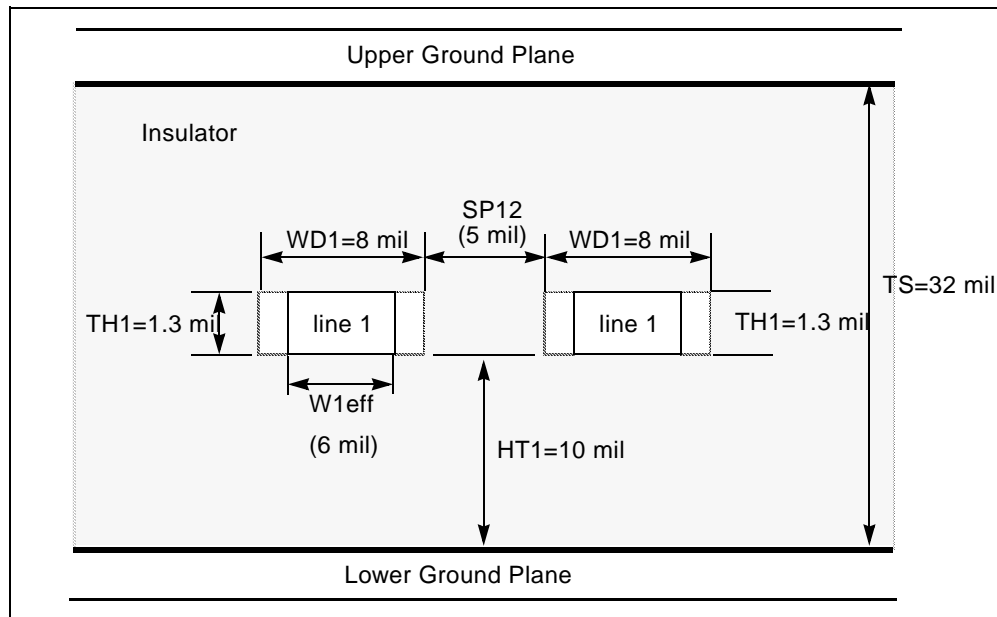 Upper Ground Plane
Insulator
SP12
(5 mil)
WD1=8 mil
WD1=8 mil
TS=32 mil
TH1=1.3 mil
line 1
line 1
TH1=1.3 mil
W1eff
(6 mil)
HT1=10 mil
Lower Ground Plane